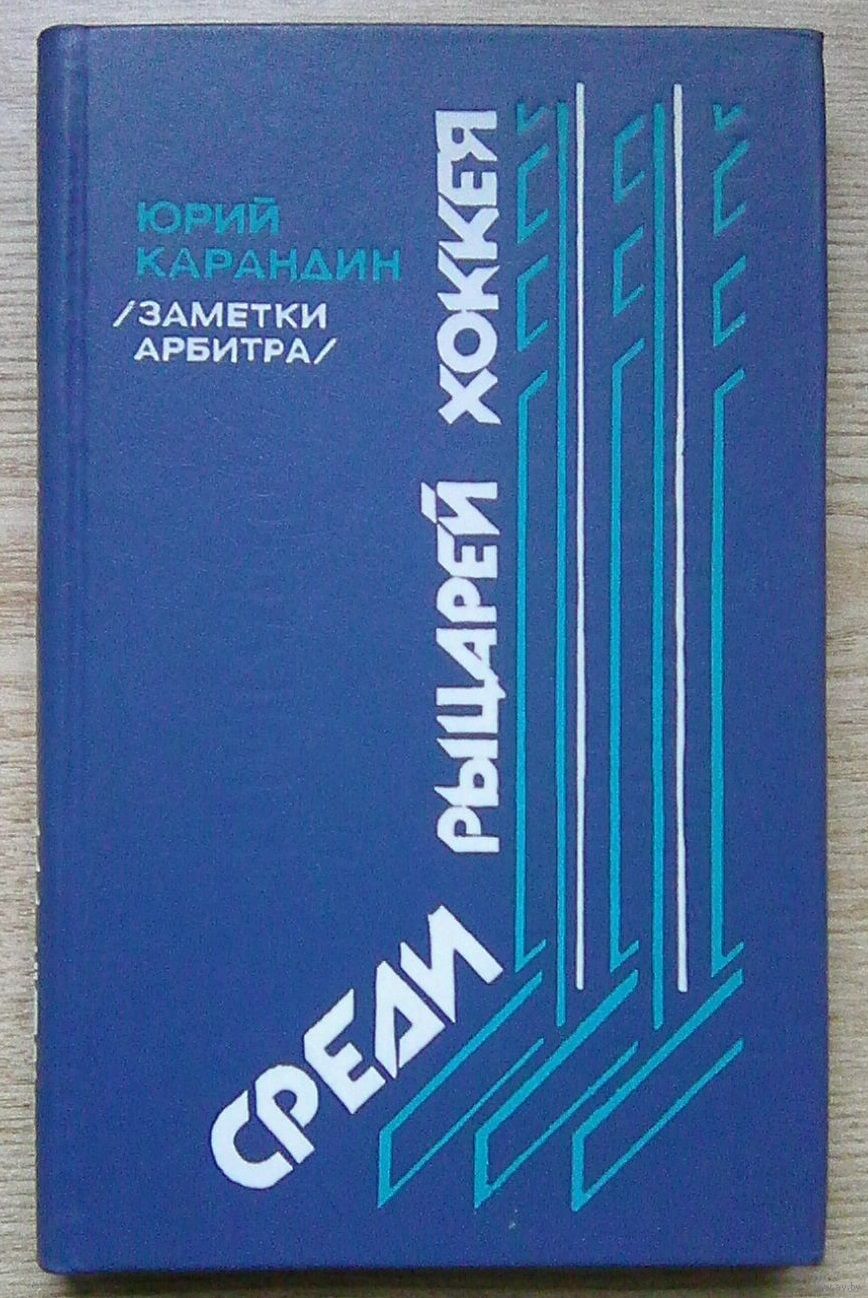 ЮРИЙ
КАРАНДИН
/ЗАМЕТКИ
АРБИТРА/
СРЕДИ
РЫЦАРЕЙ
ХОККЕЯ